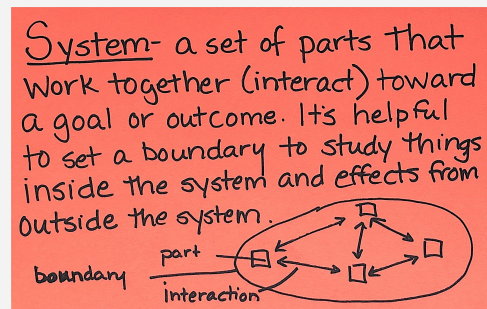 System- a set of parts that
work together (interact) toward
a goal or outcome. It's helpful
to set a boundary to study things
inside the system and effects from
outside the system.
part
boundary
interaction